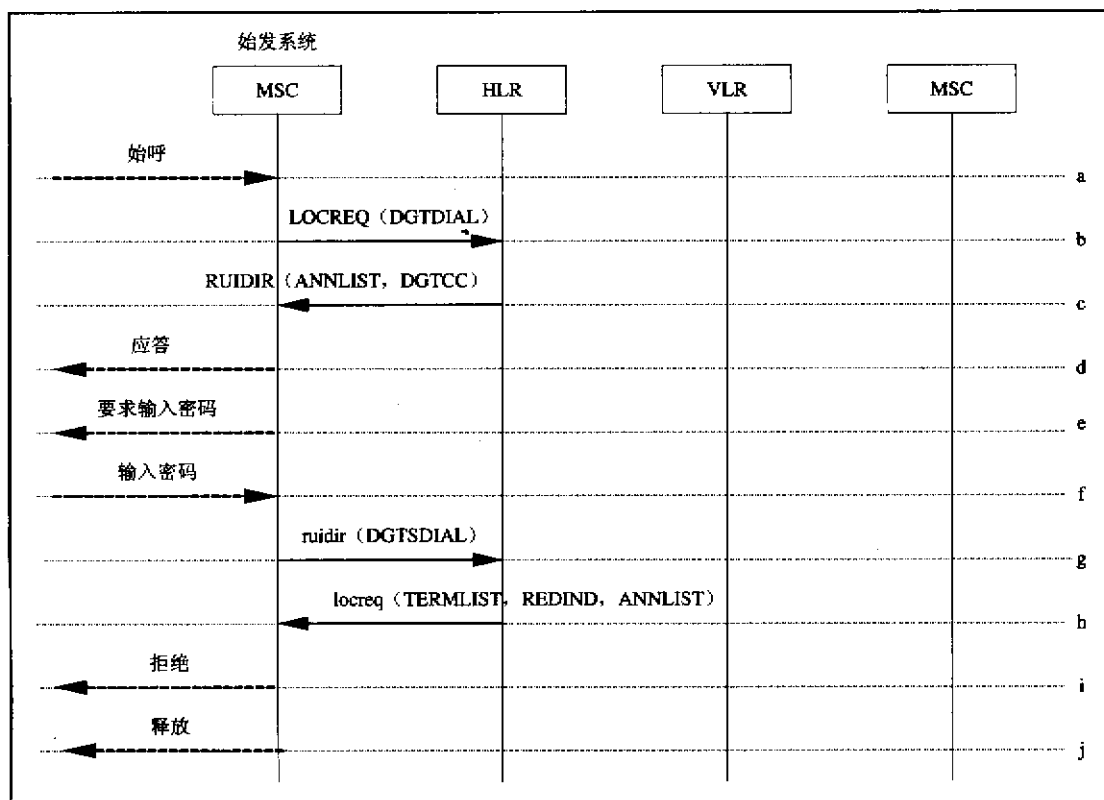 始发系统
MSC HLR VLR MSC
始呼
a
LOCREQ（DGTDIAL）
b
RUIDIR（ANNLIST，DGTCC）
c
应答
d
要求输入密码
e
输入密码
f
ruidir（DGTSDIAL）
g
locreq（TERMLIST，REDIND，ANNLIST）
h
拒绝
i
释放
j